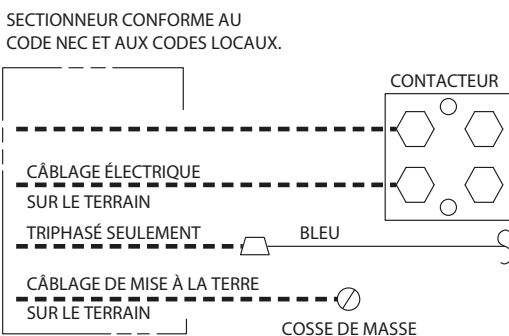 SECTIONNEUR CONFORME AU
CODE NEC ET AUX CODES LOCAUX.
CONTACTEUR
CÂBLAGE ÉLECTRIQUE
SUR LE TERRAIN
TRIPHASÉ SEULEMENT
BLEU
CÂBLAGE DE MISE À LA TERRE
SUR LE TERRAIN
COSSE DE MASSE